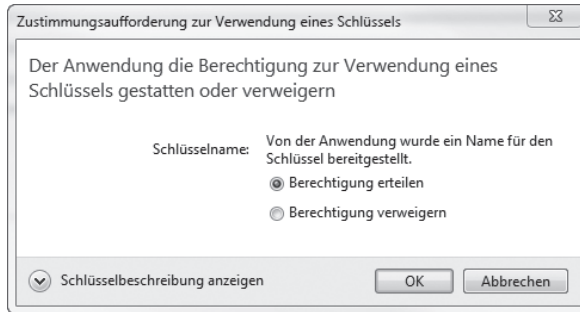 Zustimmungsaufforderung zur Verwendung eines Schlüssels
Der Anwendung die Berechtigung zur Verwendung eines
Schlüssels gestatten oder verweigern
Schlüsselname:
Von der Anwendung wurde ein Name für den
Schlüssel bereitgestellt.
Berechtigung erteilen
Berechtigung verweigern
Schlüsselbeschreibung anzeigen
OK
Abbrechen